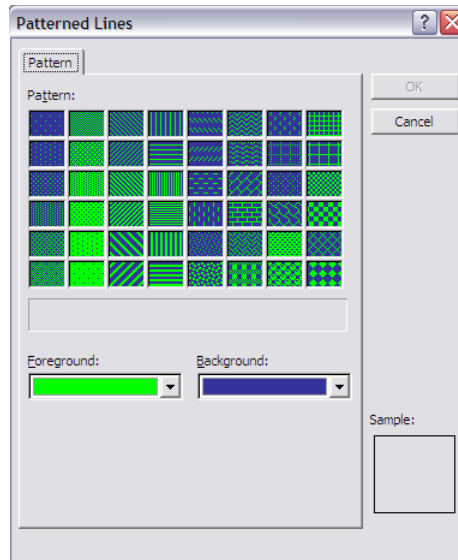 Patterned Lines
Pattern
Pattern:
OK
Cancel
Foreground:
Background:
Sample: